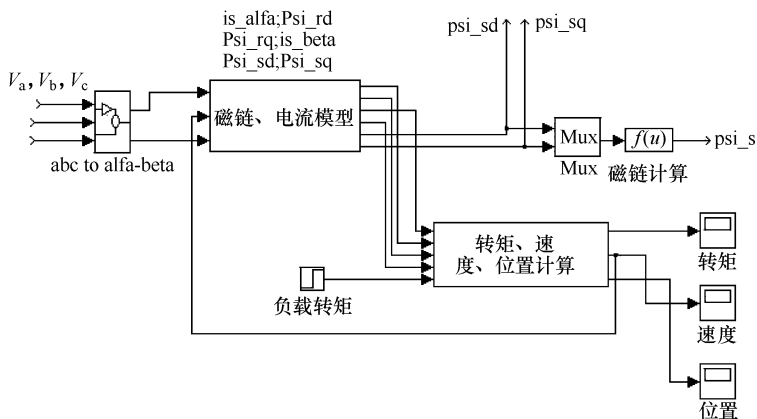 is_alfa;Psi_rd
Psi_rq;is_beta
Psi_sd;Psi_sq
psi_sd
psi_sq
Va, Vb, Vc
磁链、电流模型
abc to alfa-beta
Mux
Mux
f(u)
磁链计算
psi_s
转矩、速
度、位置计算
负载转矩
转矩
速度
位置